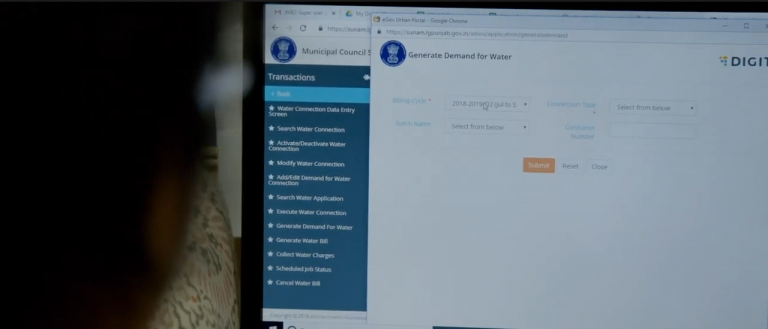 eGov Urban Portal - Google Chrome
Municipal Council S
Generate Demand for Water
DIGIT
Transactions
Back
Water Connection Data Entry
Screen
Search Water Connection
Activate/Deactivate Water
Connection
Modify Water Connection
Add/Edit Demand for Water
Connection
Search Water Application
Execute Water Connection
Generate Demand For Water
Generate Water Bill
Collect Water Charges
Scheduled Job Status
Cancel Water Bill
Billing Cycle *
Connection Type *
Select from below
Batch Name
Select from below
Consumer
Number
Submit
Reset
Close